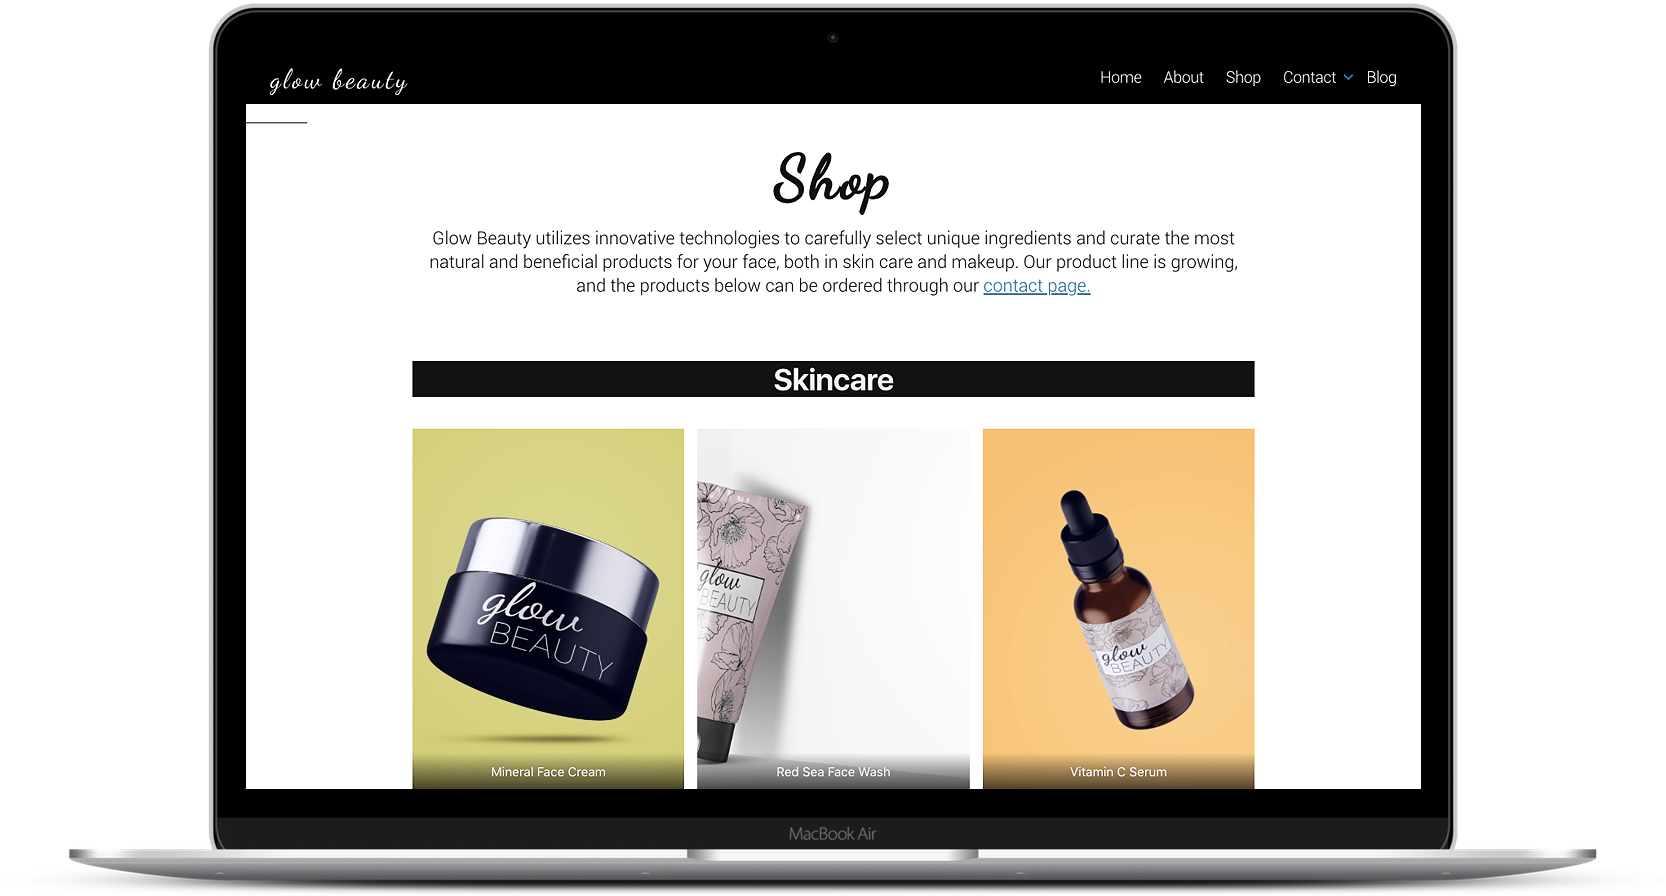 glow beauty
Home About Shop Contact Blog
Shop
Glow Beauty utilizes innovative technologies to carefully select unique ingredients and curate the most
natural and beneficial products for your face, both in skin care and makeup. Our product line is growing,
and the products below can be ordered through our contact page.
Skincare
glow
BEAUTY
glow
BEAUTY
glow
BEAUTY
Mineral Face Cream
Red Sea Face Wash
Vitamin C Serum
MacBook Air